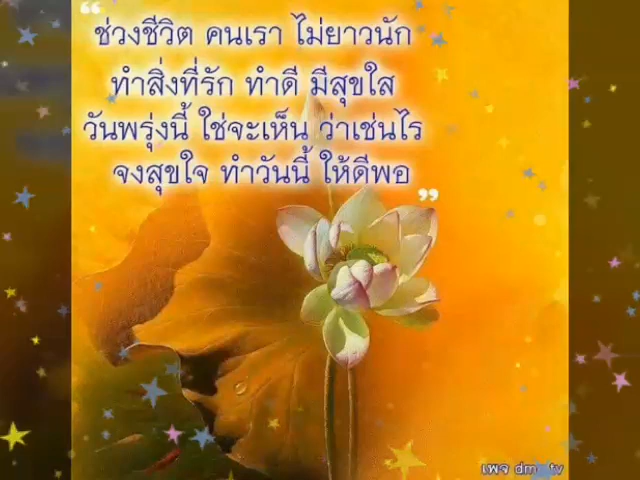 “
ช่วงชีวิต คนเรา ไม่ยาวนัก
ทำสิ่งที่รัก ทำดี มีสุขใส
วันพรุ่งนี้ ใช่จะเห็น ว่าเช่นไร
จงสุขใจ ทำวันนี้ ให้ดีพอ
”
เพจ